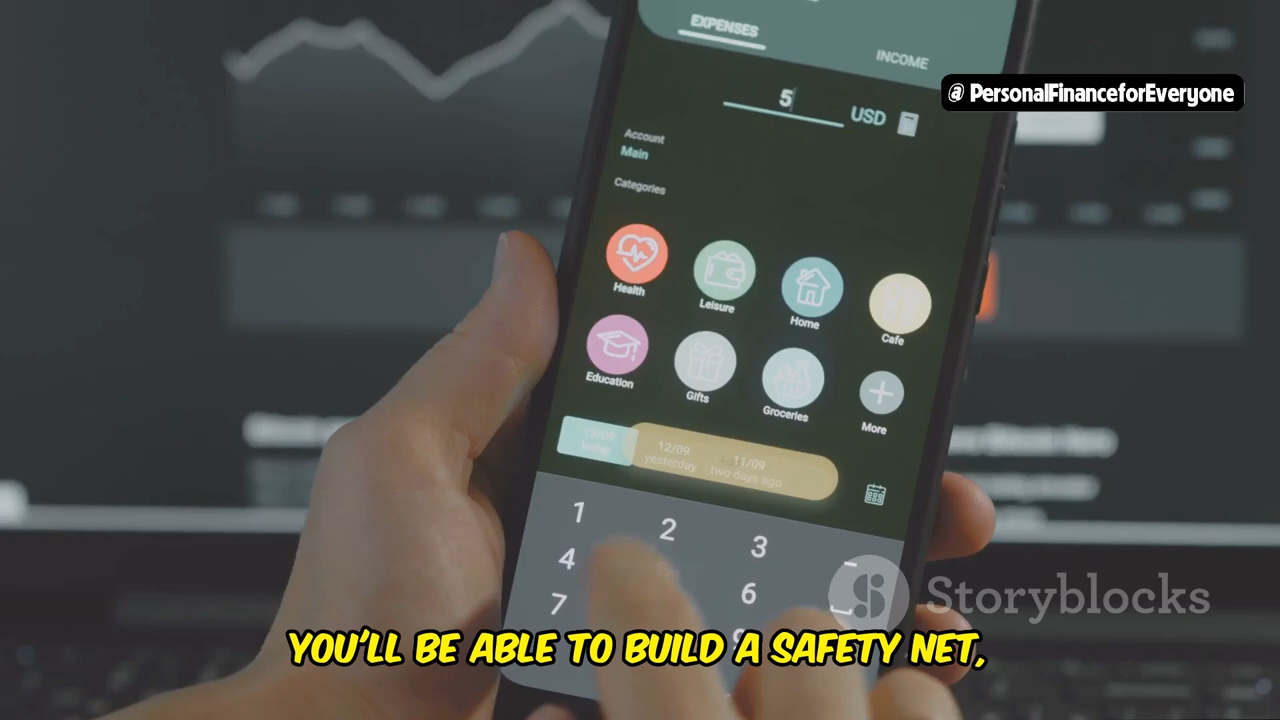 EXPENSES
INCOME
@ PersonalFinanceforEveryone
5 USD
Account
Main
Categories
Health
Leisure
Home
Cafe
Education
Gifts
Groceries
More
today
12/09
yesterday
11/09
two days ago
1 2 3 -
4 6
7 9
Storyblocks
YOU'LL BE ABLE TO BUILD A SAFETY NET,